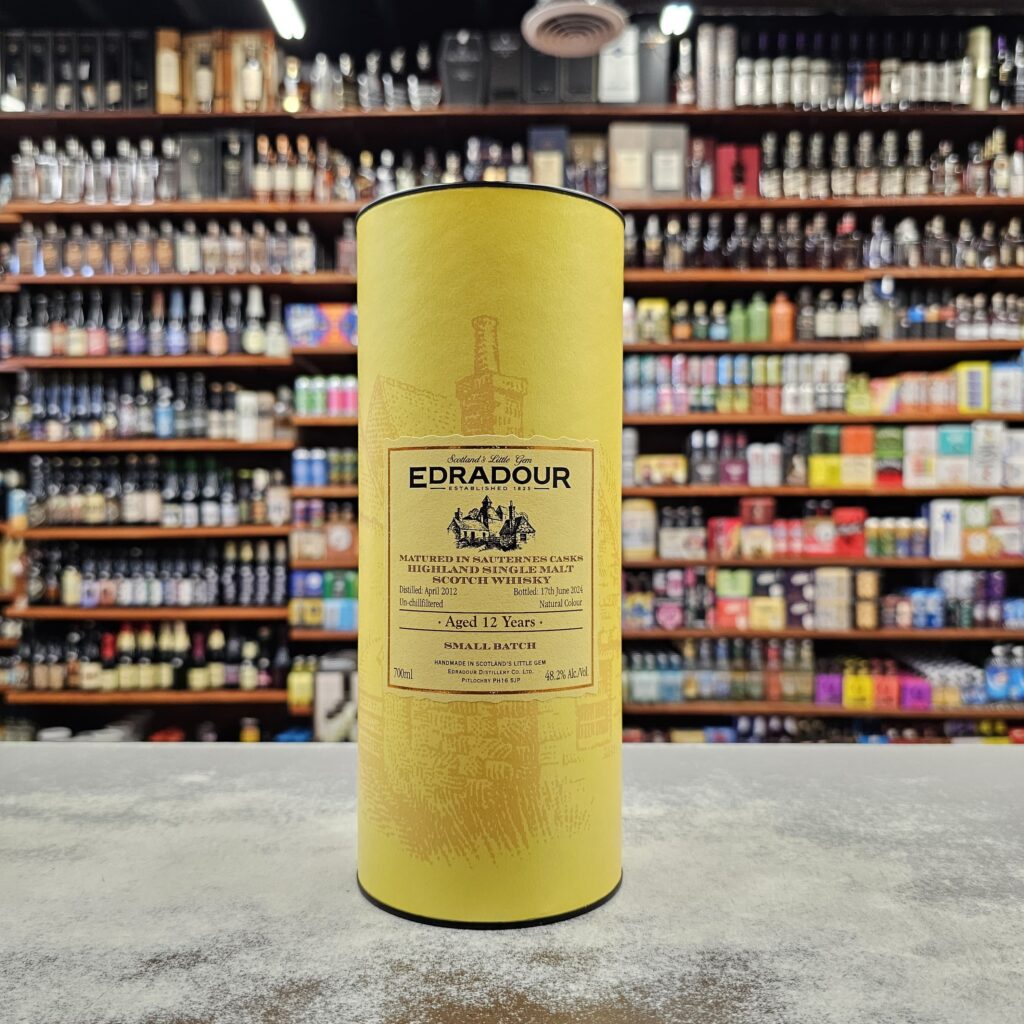 Scotland's Little Gem
EDRADOUR
ESTABLISHED 1825
MATURED IN SAUTERNES CASKS
HIGHLAND SINGLE MALT
SCOTCH WHISKY
Distilled: April 2012 Bottled: 17th June 2024
Un-chillfiltered Natural Colour
· Aged 12 Years ·
SMALL BATCH
HANDMADE IN SCOTLAND'S LITTLE GEM
EDRADOUR DISTILLERY CO. LTD.
700ml PITLOCHRY PH16 5JP 48.2% Alc./Vol.